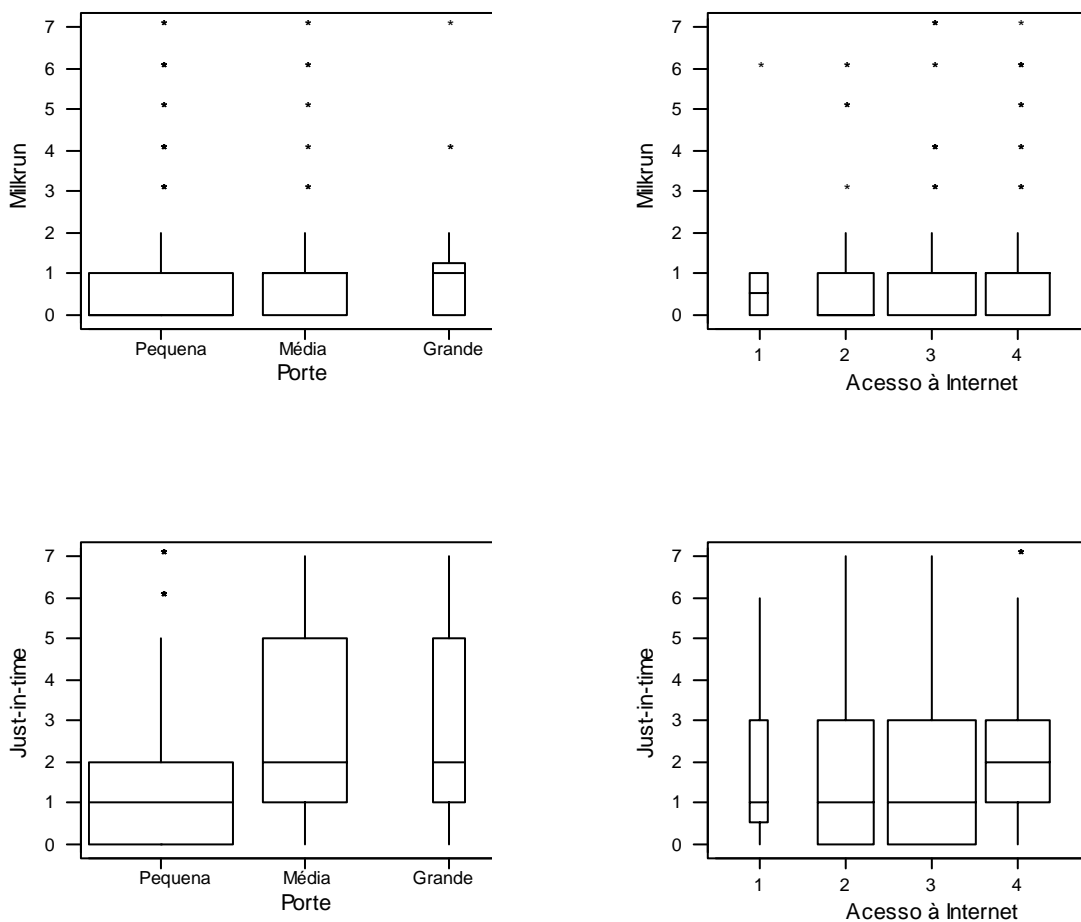 Milkrun
7
6
5
4
3
2
1
0
Pequena Média Grande
Porte
Milkrun
7
6
5
4
3
2
1
0
1 2 3 4
Acesso à Internet
Just-in-time
7
6
5
4
3
2
1
0
Pequena Média Grande
Porte
Just-in-time
7
6
5
4
3
2
1
0
1 2 3 4
Acesso à Internet